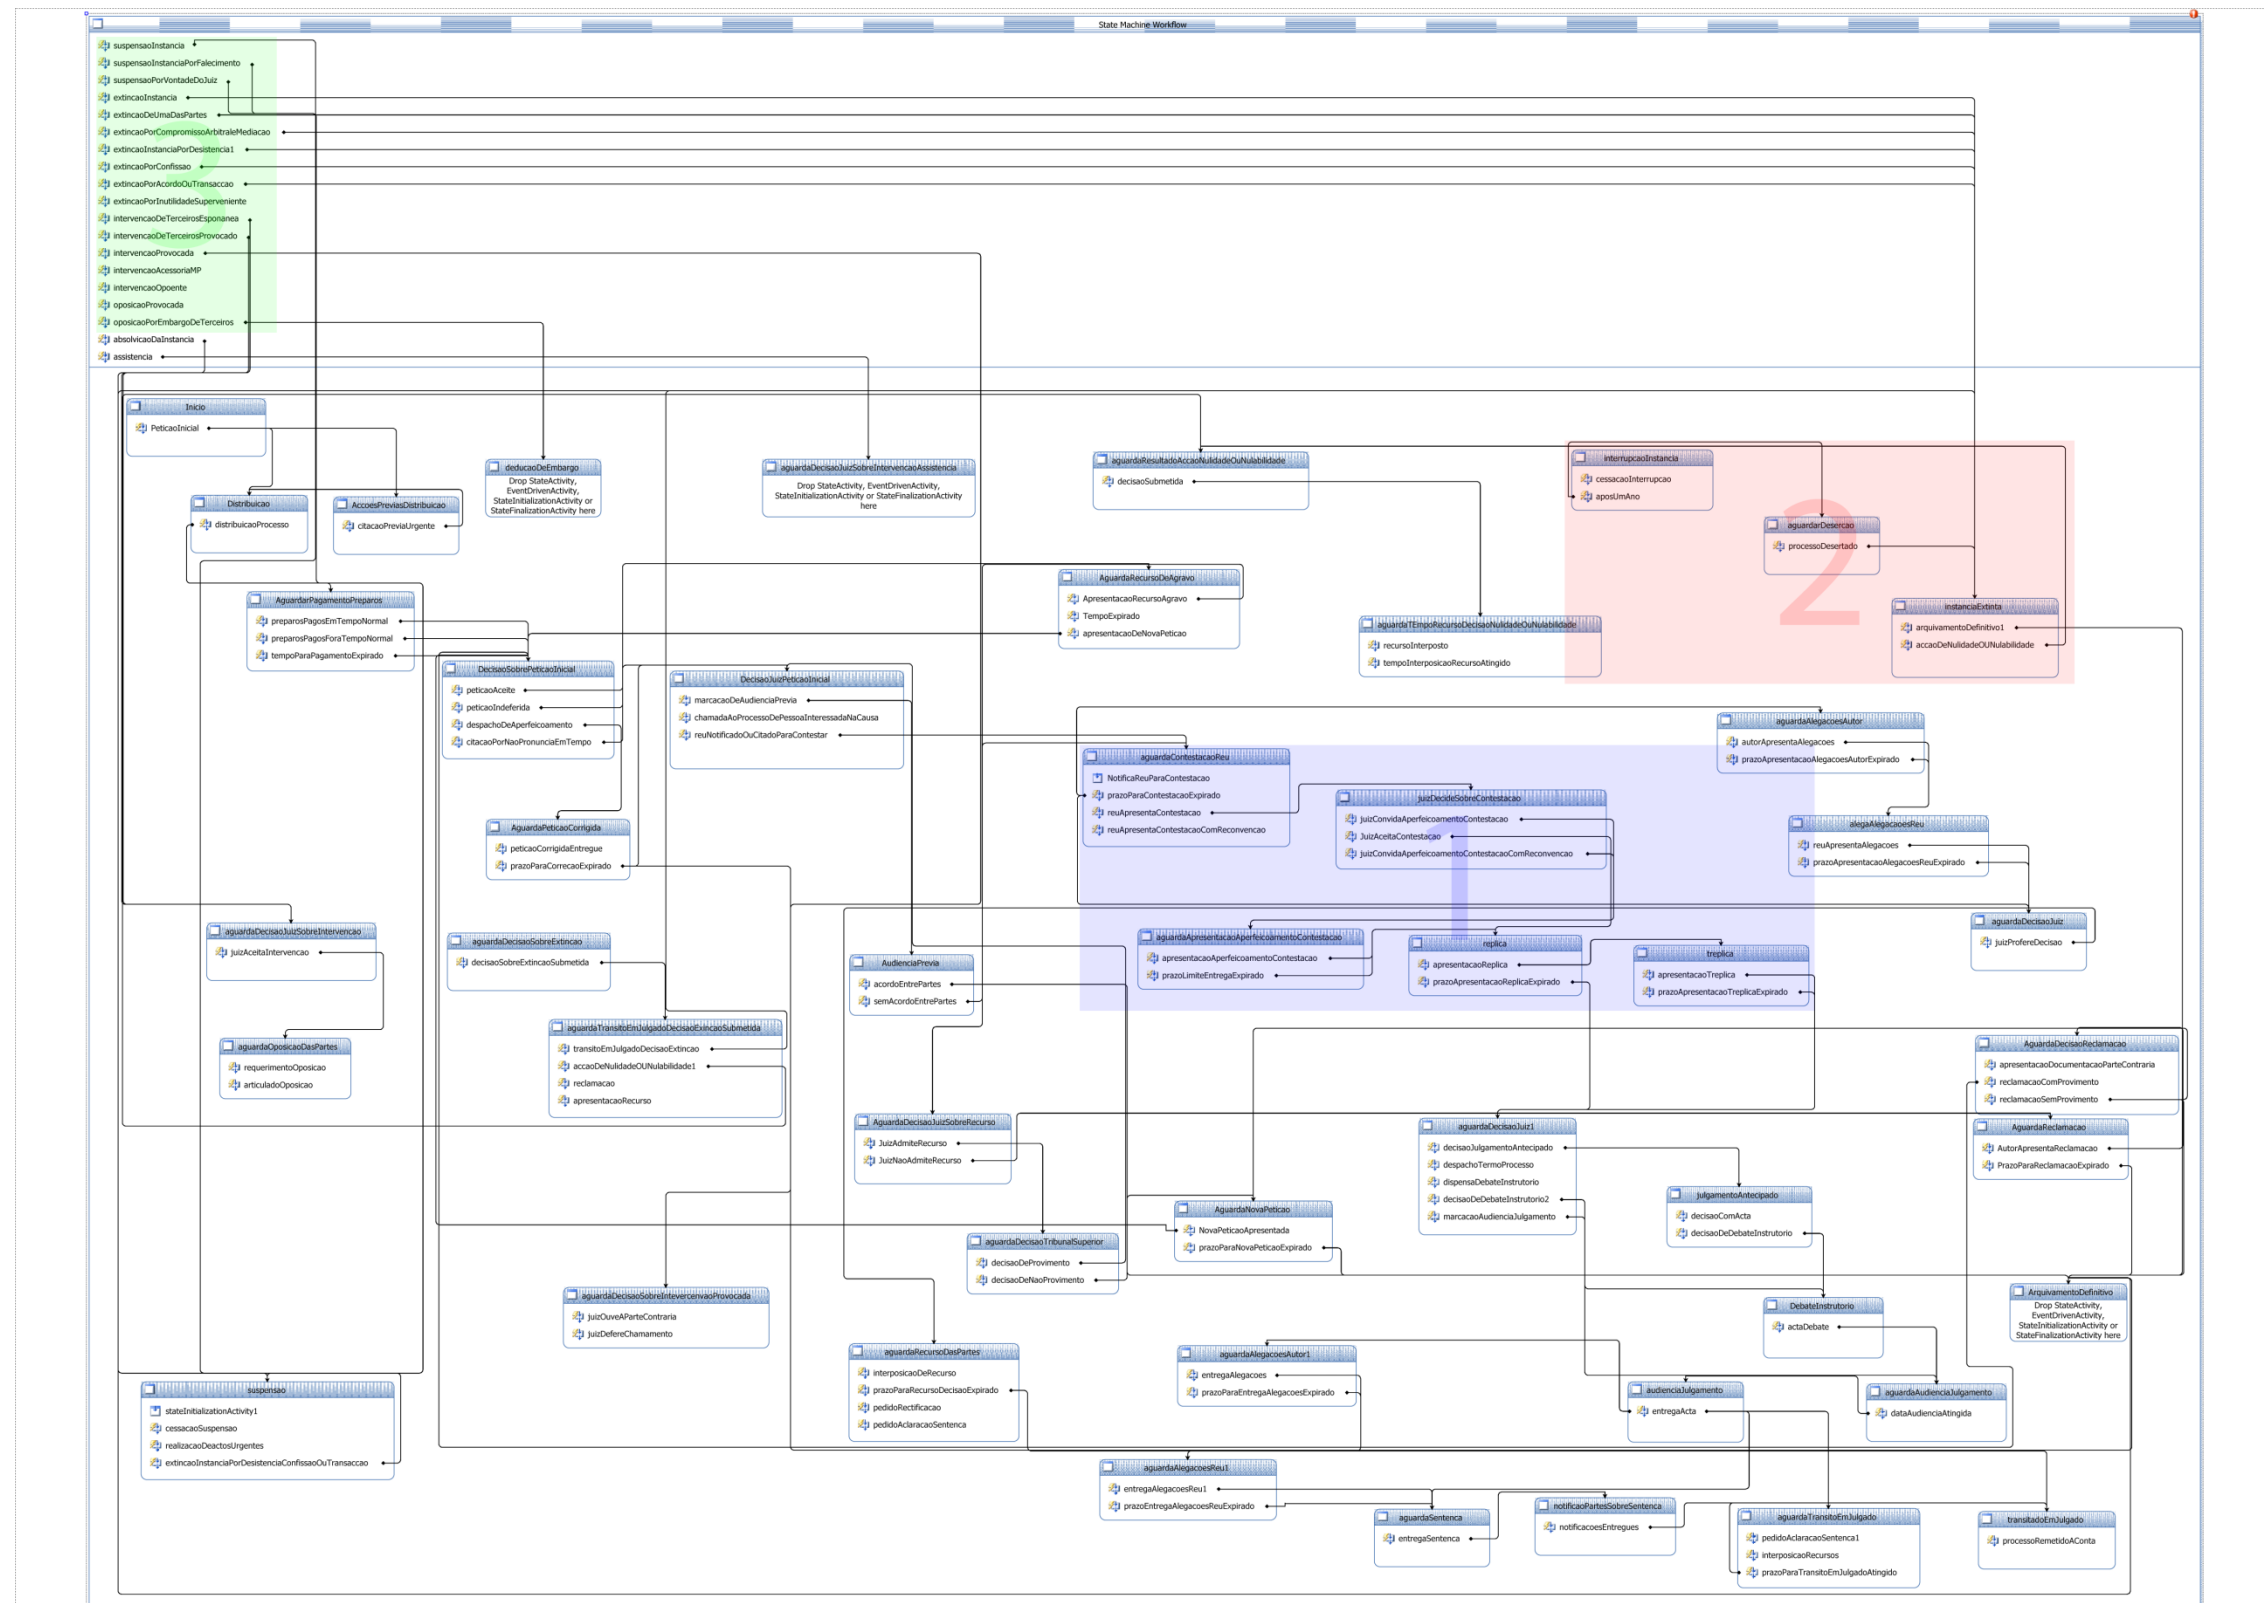 State Machine Workflow
suspensaoInstancia
suspensaoInstanciaPorFalecimento
suspensaoPorVontadeDoJuiz
extincaoInstancia
extincaoDeUmaDasPartes
extincaoPorCompromissoArbitraleMediacao
extincaoInstanciaPorDesistencia1
extincaoPorConfissao
extincaoPorAcordoOuTransaccao
extincaoPorInutilidadeSuperveniente
intervencaoDeTerceirosEsponanea
intervencaoDeTerceirosProvocado
intervencaoProvocada
intervencaoAcessoriaMP
intervencaoOpoente
oposicaoProvocada
oposicaoPorEmbargoDeTerceiros
absolvicaoDaInstancia
assistencia
3
Inicio
PeticaoInicial
Distribuicao
distribuicaoProcesso
AccoesPreviasDistribuicao
citacaoPreviaUrgente
deducaoDeEmbargo
Drop StateActivity,
EventDrivenActivity,
StateInitializationActivity or
StateFinalizationActivity here
aguardaDecisaoJuizSobreIntervencaoAssistencia
Drop StateActivity, EventDrivenActivity,
StateInitializationActivity or StateFinalizationActivity
here
aguardaResultadoAccaoNulidadeOuNulabilidade
decisaoSubmetida
interrupcaoInstancia
cessacaoInterrupcao
aposUmAno
aguardarDesercao
processoDesertado
2
instanciaExtinta
arquivamentoDefinitivo1
accaoDeNulidadeOUNulabilidade
AguardarPagamentoPreparos
preparosPagosEmTempoNormal
preparosPagosForaTempoNormal
tempoParaPagamentoExpirado
AguardaRecursoDeAgravo
ApresentacaoRecursoAgravo
TempoExpirado
apresentacaoDeNovaPeticao
aguardaTEmpoRecursoDecisaoNulidadeOuNulabilidade
recursoInterposto
tempoInterposicaoRecursoAtingido
DecisaoSobrePeticaoInicial
peticaoAceite
peticaoIndeferida
despachoDeAperfeicoamento
citacaoPorNaoPronunciaEmTempo
DecisaoJuizPeticaoInicial
marcacaoDeAudienciaPrevia
chamadaAoProcessoDePessoaInteressadaNaCausa
reuNotificadoOuCitadoParaContestar
aguardaAlegacoesAutor
autorApresentaAlegacoes
prazoApresentacaoAlegacoesAutorExpirado
aguardaContestacaoReu
NotificaReuParaContestacao
prazoParaContestacaoExpirado
reuApresentaContestacao
reuApresentaContestacaoComReconvencao
juizDecideSobreContestacao
juizConvidaAperfeicoamentoContestacao
JuizAceitaContestacao
juizConvidaAperfeicoamentoContestacaoComReconvencao
1
AguardaPeticaoCorrigida
peticaoCorrigidaEntregue
prazoParaCorrecaoExpirado
alegaAlegacaoesReu
reuApresentaAlegacoes
prazoApresentacaoAlegacoesReuExpirado
aguardaDecisaoJuizSobreIntervencao
juizAceitaIntervencao
aguardaDecisaoSobreExtincao
decisaoSobreExtincaoSubmetida
AudienciaPrevia
acordoEntrePartes
semAcordoEntrePartes
aguardaApresentacaoAperfeicoamentoContestacao
apresentacaoAperfeicoamentoContestacao
prazoLimiteEntregaExpirado
replica
apresentacaoReplica
prazoApresentacaoReplicaExpirado
treplica
apresentacaoTreplica
prazoApresentacaoTreplicaExpirado
aguardaDecisaoJuiz
juizProfereDecisao
aguardaOposicaoDasPartes
requerimentoOposicao
articuladoOposicao
aguardaTransitoEmJulgadoDecisaoExincaoSubmetida
transitoEmJulgadoDecisaoExtincao
accaoDeNulidadeOUNulabilidade1
reclamacao
apresentacaoRecurso
AguardaDecisaoReclamacao
apresentacaoDocumentacaoParteContraria
reclamacaoComProvimento
reclamacaoSemProvimento
AguardaDecisaoJuizSobreRecurso
JuizAdmiteRecurso
JuizNaoAdmiteRecurso
aguardaDecisaoJuiz1
decisaoJulgamentoAntecipado
despachoTermoProcesso
dispensaDebateInstrutorio
decisaoDeDebateInstrutorio2
marcacaoAudienciaJulgamento
AguardaReclamacao
AutorApresentaReclamacao
PrazoParaReclamacaoExpirado
julgamentoAntecipado
decisaoComActa
decisaoDeDebateInstrutorio
AguardaNovaPeticao
NovaPeticaoApresentada
prazoParaNovaPeticaoExpirado
aguardaDecisaoTribunalSuperior
decisaoDeProvimento
decisaoDeNaoProvimento
aguardaDecisaoSobreIntevercenvaoProvocada
juizOuveAParteContraria
juizDefereChamamento
DebateInstrutorio
actaDebate
ArquivamentoDefinitivo
Drop StateActivity,
EventDrivenActivity,
StateInitializationActivity or
StateFinalizationActivity here
aguardaRecursoDasPartes
interposicaoDeRecurso
prazoParaRecursoDecisaoExpirado
pedidoRectificacao
pedidoAclaracaoSentenca
aguardaAlegacoesAutor1
entregaAlegacoes
prazoParaEntregaAlegacoesExpirado
audienciaJulgamento
entregaActa
aguardaAudienciaJulgamento
dataAudienciaAtingida
suspensao
stateInitializationActivity1
cessacaoSuspensao
realizacaoDeactosUrgentes
extincaoInstanciaPorDesistenciaConfissaoOuTransaccao
aguardaAlegacoesReu1
entregaAlegacoesReu1
prazoEntregaAlegacoesReuExpirado
aguardaSentenca
entregaSentenca
notificaoPartesSobreSentenca
notificacoesEntregues
aguardaTransitoEmJulgado
pedidoAclaracaoSentenca1
interposicaoRecursos
prazoParaTransitoEmJulgadoAtingido
transitadoEmJulgado
processoRemetidoAConta